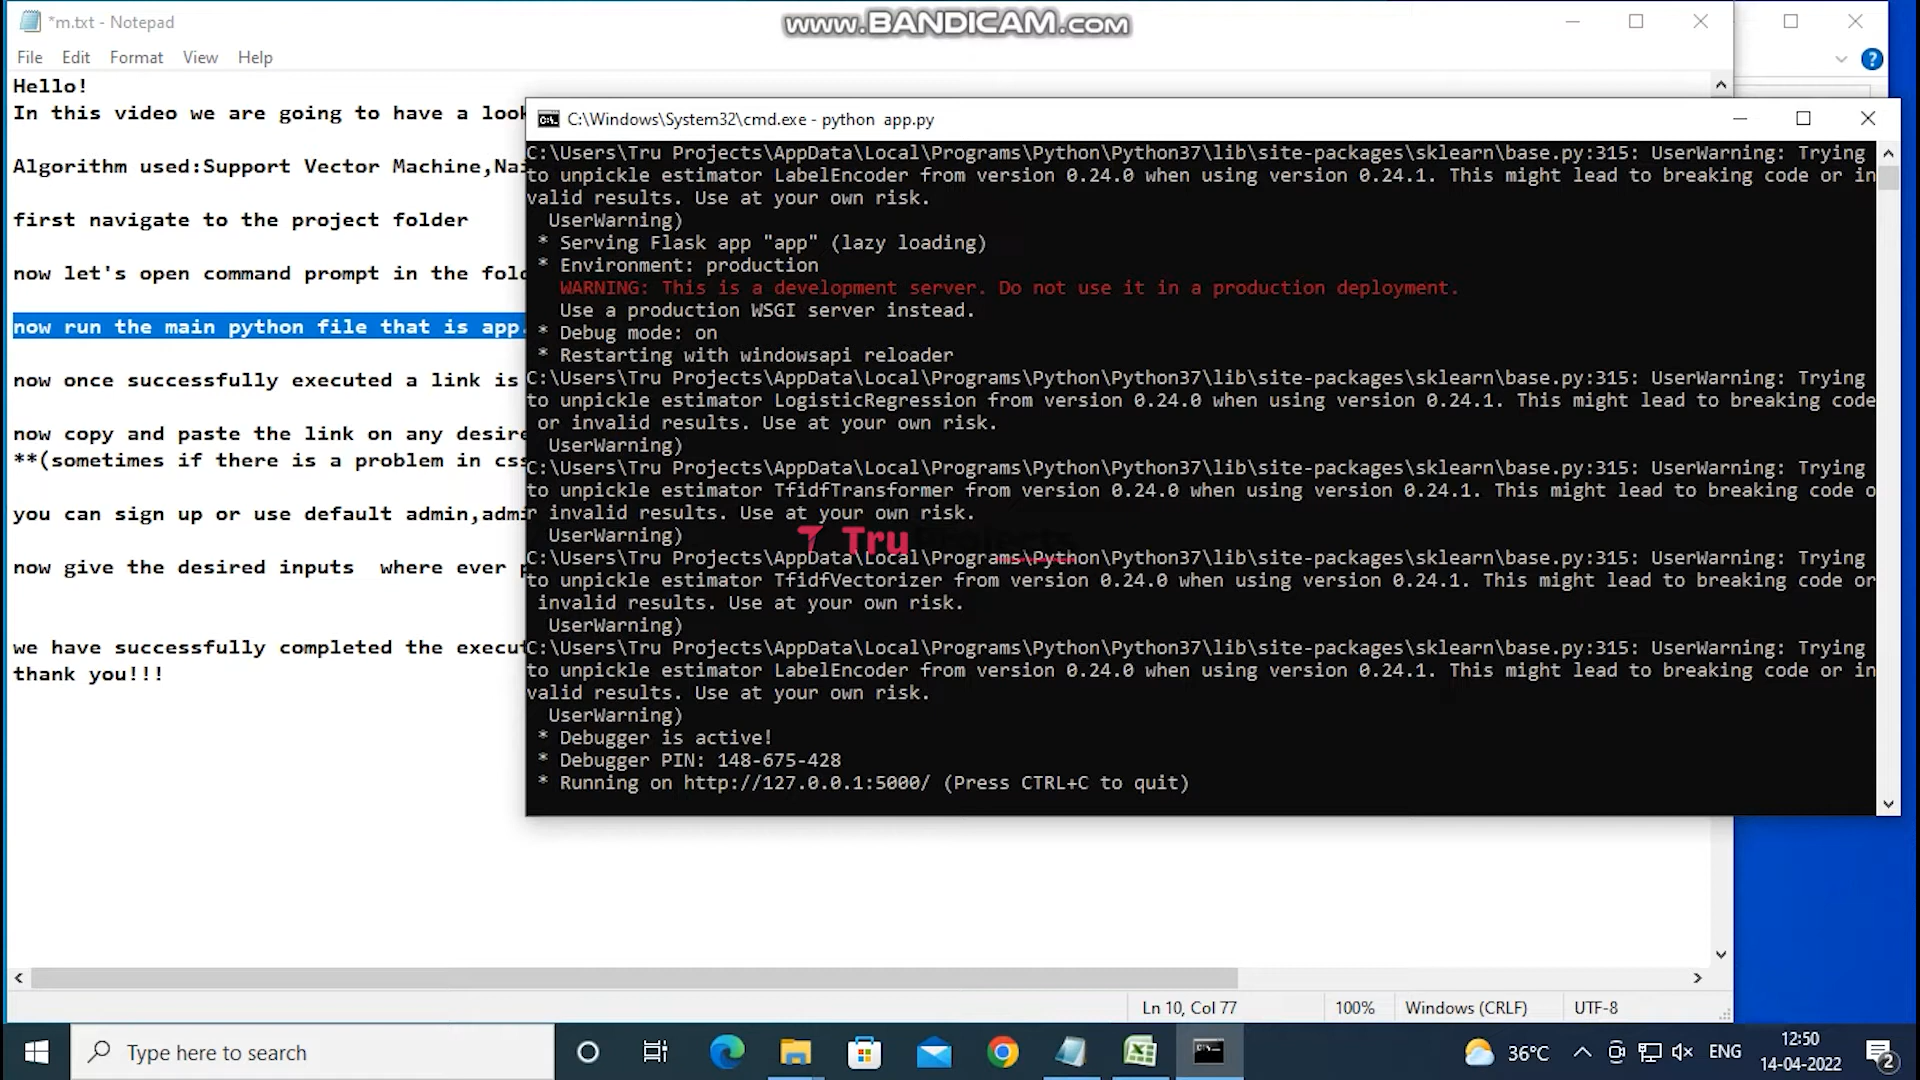 *m.txt - Notepad
www.BANDICAM.com
File Edit Format View Help
Hello!
In this video we are going to have a look
Algorithm used:Support Vector Machine,Nai
first navigate to the project folder
now let's open command prompt in the fol
now run the main python file that is app.
now once successfully executed a link is
now copy and paste the link on any desire
**(sometimes if there is a problem in css
you can sign up or use default admin,admi
now give the desired inputs  where ever p
we have successfully completed the execut
thank you!!!
C:\Windows\System32\cmd.exe - python  app.py
C:\Users\Tru Projects\AppData\Local\Programs\Python\Python37\lib\site-packages\sklearn\base.py:315: UserWarning: Trying
to unpickle estimator LabelEncoder from version 0.24.0 when using version 0.24.1. This might lead to breaking code or in
valid results. Use at your own risk.
UserWarning)
* Serving Flask app "app" (lazy loading)
* Environment: production
WARNING: This is a development server. Do not use it in a production deployment.
Use a production WSGI server instead.
* Debug mode: on
* Restarting with windowsapi reloader
C:\Users\Tru Projects\AppData\Local\Programs\Python\Python37\lib\site-packages\sklearn\base.py:315: UserWarning: Trying
to unpickle estimator LogisticRegression from version 0.24.0 when using version 0.24.1. This might lead to breaking code
or invalid results. Use at your own risk.
UserWarning)
C:\Users\Tru Projects\AppData\Local\Programs\Python\Python37\lib\site-packages\sklearn\base.py:315: UserWarning: Trying
to unpickle estimator TfidfTransformer from version 0.24.0 when using version 0.24.1. This might lead to breaking code o
r invalid results. Use at your own risk.
UserWarning)
Tru Projects
C:\Users\Tru Projects\AppData\Local\Programs\Python\Python37\lib\site-packages\sklearn\base.py:315: UserWarning: Trying
to unpickle estimator TfidfVectorizer from version 0.24.0 when using version 0.24.1. This might lead to breaking code or
invalid results. Use at your own risk.
UserWarning)
C:\Users\Tru Projects\AppData\Local\Programs\Python\Python37\lib\site-packages\sklearn\base.py:315: UserWarning: Trying
to unpickle estimator LabelEncoder from version 0.24.0 when using version 0.24.1. This might lead to breaking code or in
valid results. Use at your own risk.
UserWarning)
* Debugger is active!
* Debugger PIN: 148-675-428
* Running on http://127.0.0.1:5000/ (Press CTRL+C to quit)
Ln 10, Col 77 100% Windows (CRLF) UTF-8
Type here to search
36°C ENG 12:50
14-04-2022
2